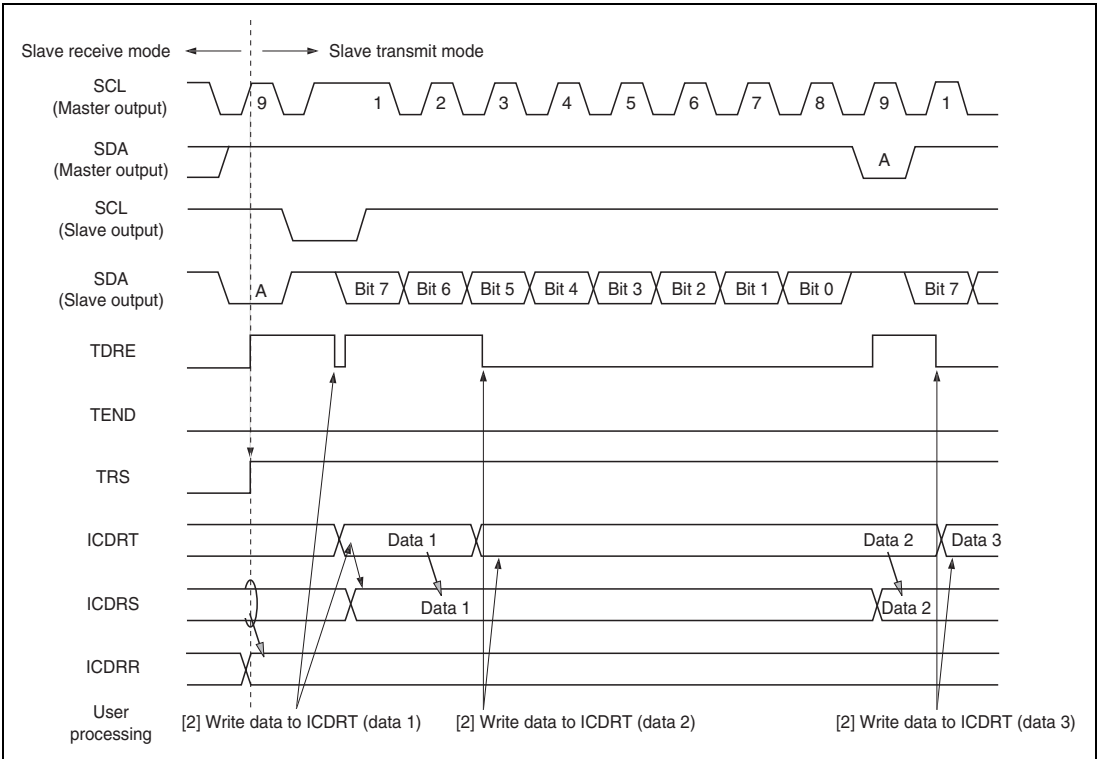 Slave receive mode Slave transmit mode
SCL
(Master output)
9 1 2 3 4 5 6 7 8 9 1
SDA
(Master output)
A
SCL
(Slave output)
SDA
(Slave output)
A Bit 7 Bit 6 Bit 5 Bit 4 Bit 3 Bit 2 Bit 1 Bit 0 Bit 7
TDRE
TEND
TRS
ICDRT Data 1 Data 2 Data 3
ICDRS Data 1 Data 2
ICDRR
User
processing
[2] Write data to ICDRT (data 1) [2] Write data to ICDRT (data 2) [2] Write data to ICDRT (data 3)